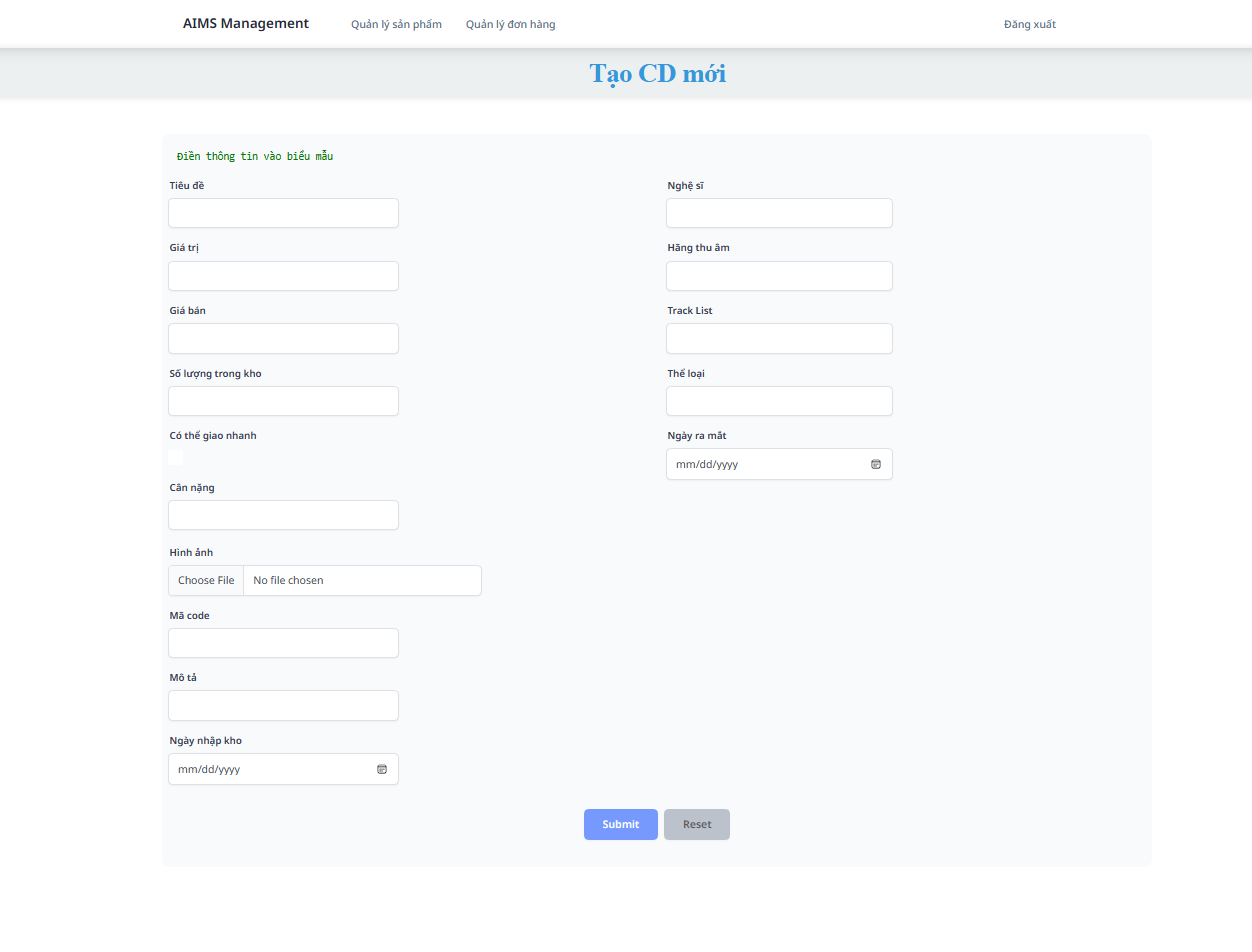 AIMS Management Quản lý sản phẩm Quản lý đơn hàng Đăng xuất
Tạo CD mới
Điền thông tin vào biểu mẫu
Tiêu đề
Giá trị
Giá bán
Số lượng trong kho
Có thể giao nhanh
Cân nặng
Hình ảnh
Choose File No file chosen
Mã code
Mô tả
Ngày nhập kho
mm/dd/yyyy
Nghệ sĩ
Hãng thu âm
Track List
Thể loại
Ngày ra mắt
mm/dd/yyyy
Submit Reset